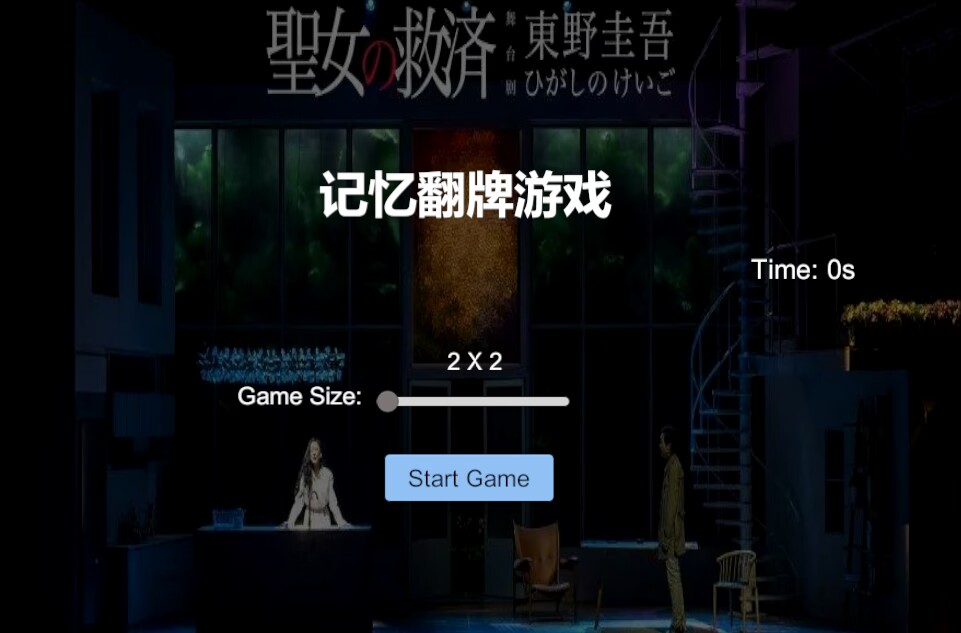 聖女の救済 舞台劇 東野圭吾
ひがしの けいご
记忆翻牌游戏
Time: 0s
2 X 2
Game Size:
Start Game